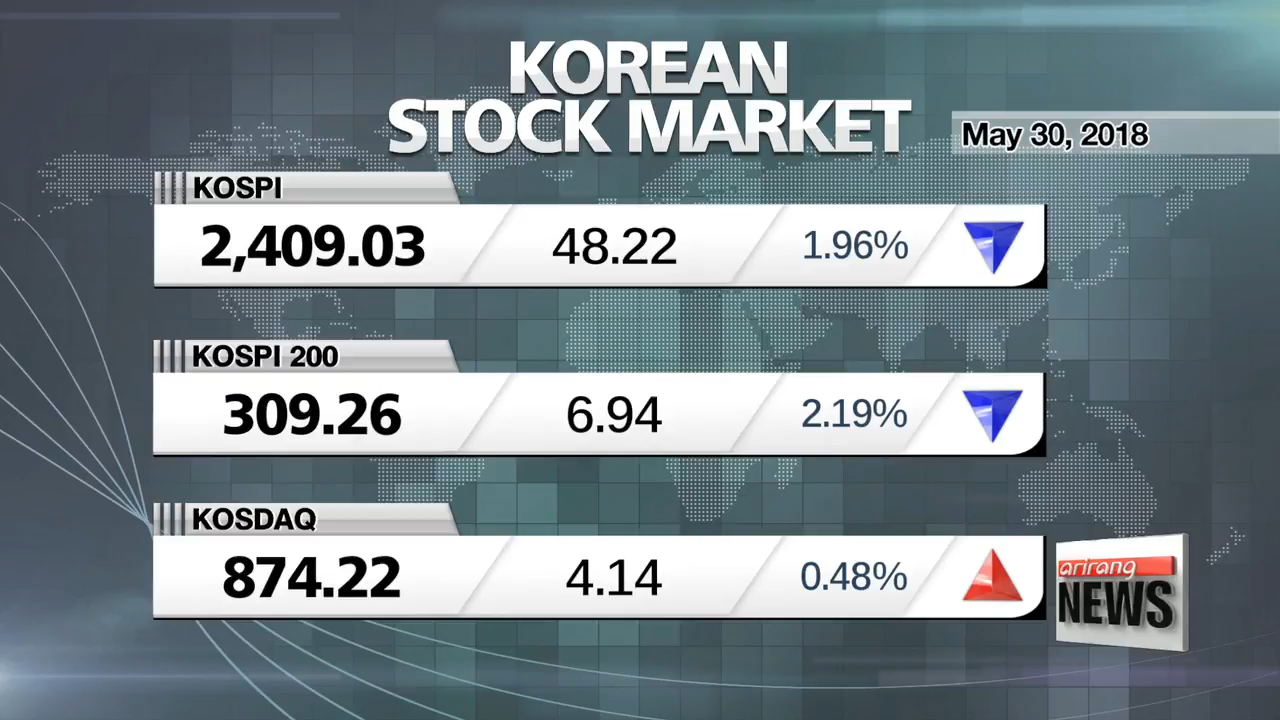 KOREAN
STOCK MARKET
May 30, 2018
KOSPI
2,409.03 48.22 1.96%
KOSPI 200
309.26 6.94 2.19%
KOSDAQ
874.22 4.14 0.48%
arirang
NEWS